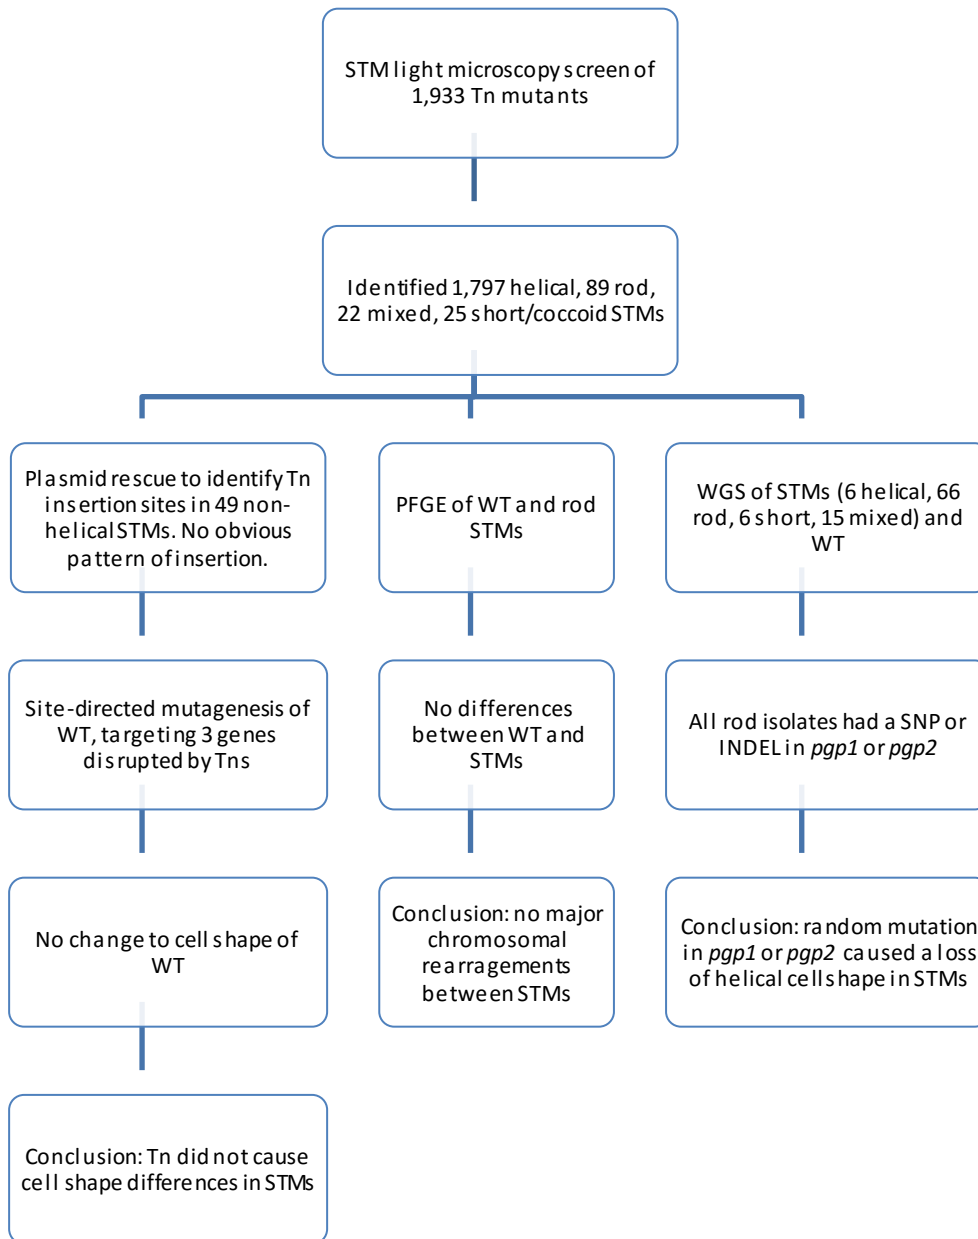 STM light microscopy screen of
1,933 Tn mutants
Identified 1,797 helical, 89 rod,
22 mixed, 25 short/coccoid STMs
Plasmid rescue to identify Tn
insertion sites in 49 non-
helical STMs. No obvious
pattern of insertion.
PFGE of WT and rod
STMs
WGS of STMs (6 helical, 66
rod, 6 short, 15 mixed) and
WT
Site-directed mutagenesis of
WT, targeting 3 genes
disrupted by Tns
No differences
between WT and
STMs
All rod isolates had a SNP or
INDEL in pgp1 or pgp2
No change to cell shape of
WT
Conclusion: no major
chromosomal
rearragements
between STMs
Conclusion: random mutation
in pgp1 or pgp2 caused a loss
of helical cell shape in STMs
Conclusion: Tn did not cause
cell shape differences in STMs